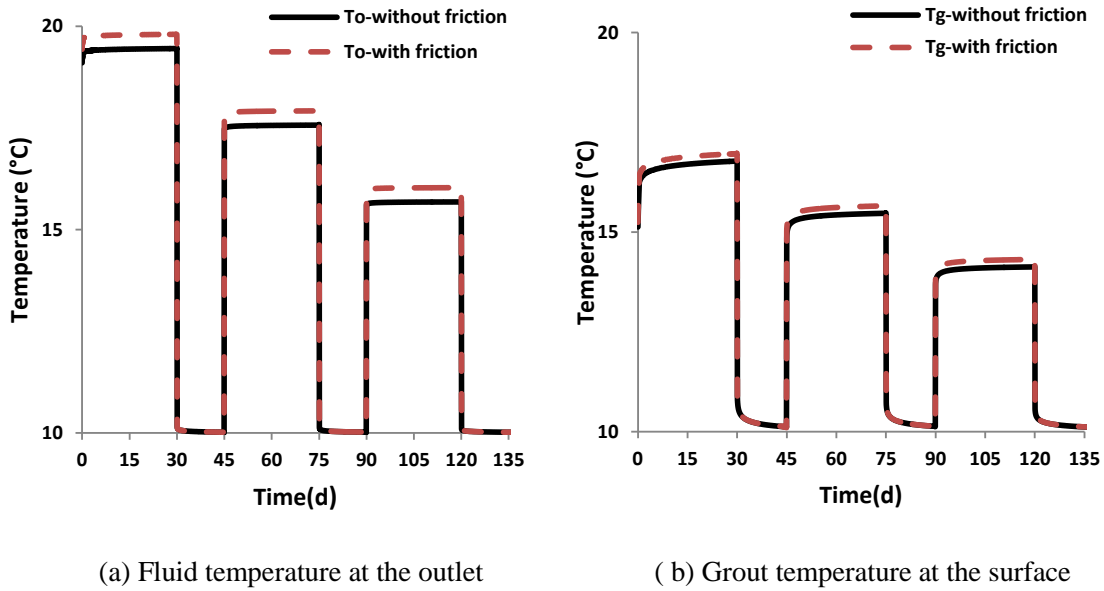 To-without friction
To-with friction
20
15
10
Temperature (°C)
0 15 30 45 60 75 90 105 120 135
Time(d)
(a) Fluid temperature at the outlet
Tg-without friction
Tg-with friction
20
15
10
Temperature (°C)
0 15 30 45 60 75 90 105 120 135
Time(d)
( b) Grout temperature at the surface